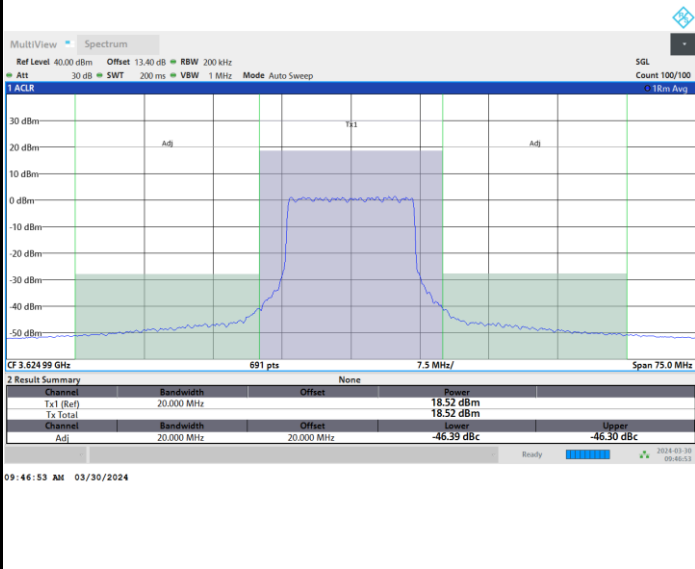 MultiView Spectrum
Ref Level 40.00 dBm Offset 13.40 dB RBW 200 kHz SGL
Att 30 dB SWT 200 ms VBW 1 MHz Mode Auto Sweep Count 100/100
1 ACLR 1Rm Avg
30 dBm
Tx1
20 dBm Adj Adj
10 dBm
0 dBm
-10 dBm
-20 dBm
-30 dBm
-40 dBm
-50 dBm
CF 3.62499 GHz 691 pts 7.5 MHz/ Span 75.0 MHz
2 Result Summary None
Channel Bandwidth Offset Power
Tx1 (Ref) 20.000 MHz 18.52 dBm
Tx Total 18.52 dBm
Channel Bandwidth Offset Lower Upper
Adj 20.000 MHz 20.000 MHz -46.39 dBc -46.30 dBc
Ready 2024-03-30
09:46:53
09:46:53 AM 03/30/2024